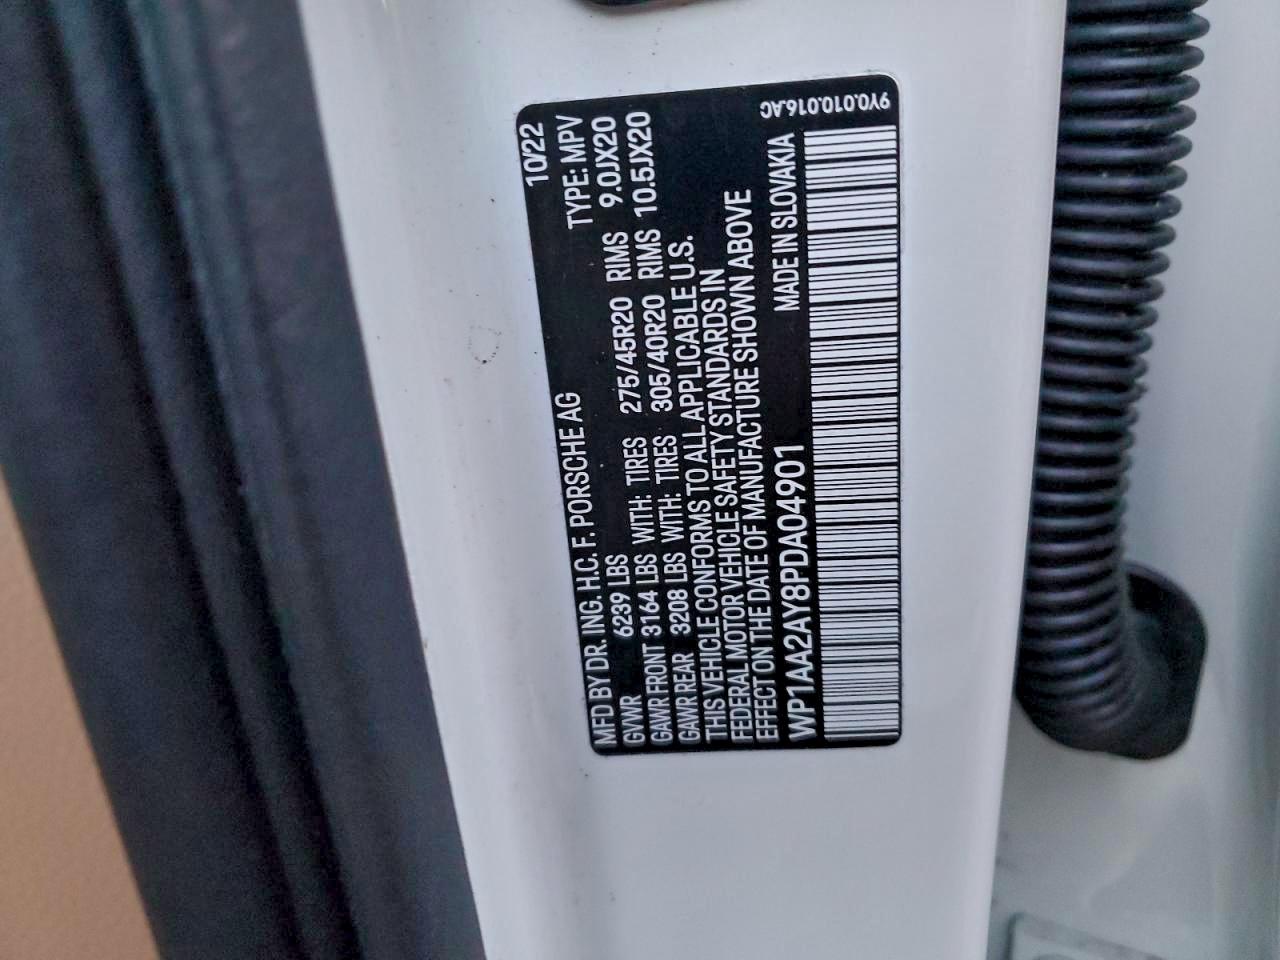 10/22
MFD BY DR. ING. H.C. F. PORSCHE AG TYPE: MPV
GVWR 6239 LBS
GAWR FRONT 3164 LBS WITH: TIRES 275/45R20 RIMS 9.0JX20
GAWR REAR 3208 LBS WITH: TIRES 305/40R20 RIMS 10.5JX20
THIS VEHICLE CONFORMS TO ALL APPLICABLE U.S.
FEDERAL MOTOR VEHICLE SAFETY STANDARDS IN
EFFECT ON THE DATE OF MANUFACTURE SHOWN ABOVE
WP1AA2AY8PDA04901 MADE IN SLOVAKIA
9Y0.010.016.AC